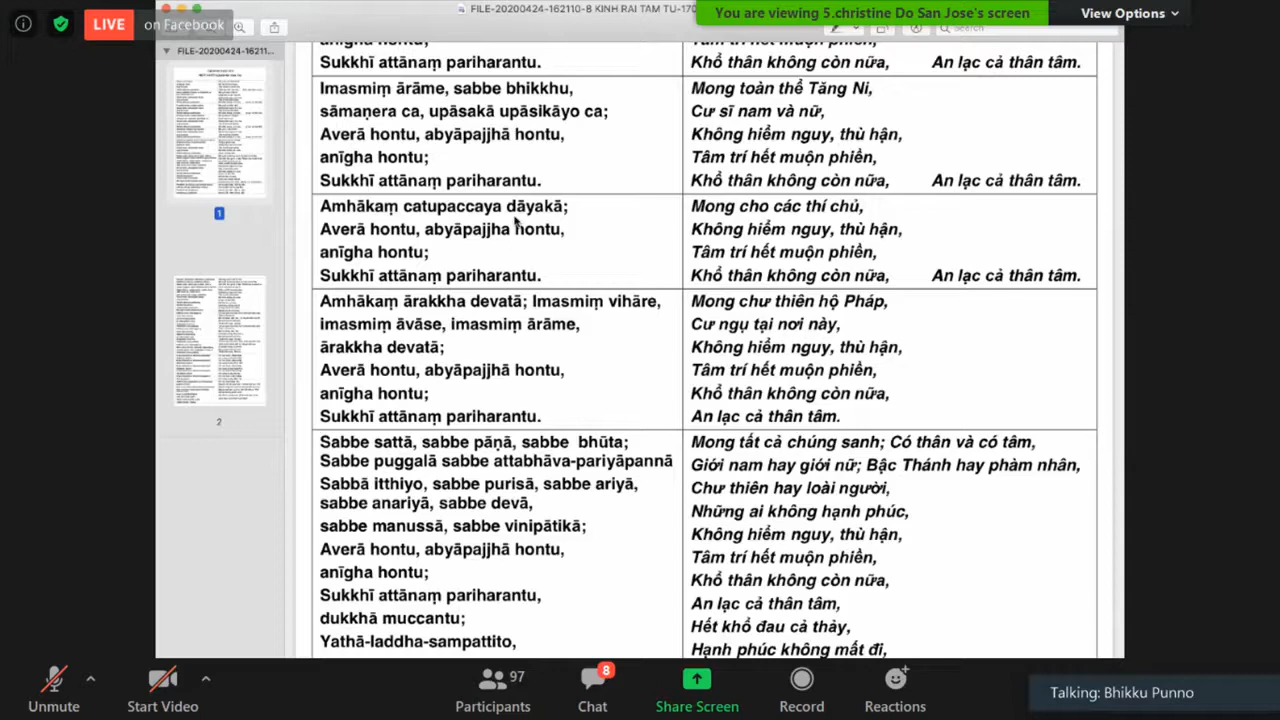 LIVE on Facebook
FILE-20200424-162110-8 KINH RAI TAM TU-170
You are viewing 5.christine Do San Jose's screen
View Options
Search
FILE-20200424-16211...
1
2
anīgha hontu;
Sukkhī attānaṃ pariharantu.
Imasmiṃ ārāme sabbe bhikkhu,
sāmaṇerā ca, upāsakā upāsikāyoca;
Averā hontu, abyāpajjhā hontu,
anīgha hontu;
Sukkhī attānaṃ pariharantu.
Amhākaṃ catupaccaya dāyakā;
Averā hontu, abyāpajjha hontu,
anīgha hontu;
Sukkhī attānaṃ pariharantu.
Amhākaṃ ārakkha devatā; imasmiṃ vihāre,
imasmiṃ āvāse, imasmiṃ ārāme,
ārakkha devatā;
Averā hontu, abyāpajjhā hontu,
anīgha hontu;
Sukkhī attānaṃ pariharantu.
Sabbe sattā, sabbe pāṇā, sabbe bhūta;
Sabbe puggalā sabbe attabhāva-pariyāpannā
Sabbā itthiyo, sabbe purisā, sabbe ariyā,
sabbe anariyā, sabbe devā,
sabbe manussā, sabbe vinipātikā;
Averā hontu, abyāpajjhā hontu,
anīgha hontu;
Sukkhī attānaṃ pariharantu,
dukkhā muccantu;
Yathā-laddha-sampattito,
Tâm trí hết muộn phiền,
Khổ thân không còn nữa, An lạc cả thân tâm.
Mong toàn thể Tăng Ni,
Cư sĩ
Không hiểm nguy, thù hận,
Tâm trí hết muộn phiền,
Khổ thân không còn nữa, An lạc cả thân tâm.
Mong cho các thí chủ,
Không hiểm nguy, thù hận,
Tâm trí hết muộn phiền,
Khổ thân không còn nữa, An lạc cả thân tâm.
Mong chư thiên hộ Pháp,
Không hiểm nguy, thù hận,
Tâm trí hết muộn phiền,
Khổ thân không còn nữa,
An lạc cả thân tâm.
Mong tất cả chúng sanh; Có thân và có tâm,
Giới nam hay giới nữ; Bậc Thánh hay phàm nhân,
Chư thiên hay loài người,
Những ai không hạnh phúc,
Không hiểm nguy, thù hận,
Tâm trí hết muộn phiền,
Khổ thân không còn nữa,
An lạc cả thân tâm,
Hết khổ đau cả thảy,
Hạnh phúc không mất đi,
Unmute
Start Video
97
Participants
8
Chat
Share Screen
Record
Reactions
Talking: Bhikku Punno